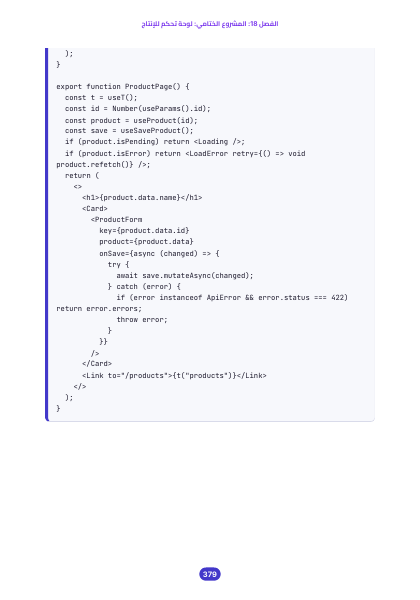 الفصل 18: المشروع الختامي: لوحة تحكم للإنتاج
  );
}

export function ProductPage() {
  const t = useT();
  const id = Number(useParams().id);
  const product = useProduct(id);
  const save = useSaveProduct();
  if (product.isPending) return <Loading />;
  if (product.isError) return <LoadError retry={() => void
product.refetch()} />;
  return (
    <>
      <h1>{product.data.name}</h1>
      <Card>
        <ProductForm
          key={product.data.id}
          product={product.data}
          onSave={async (changed) => {
            try {
              await save.mutateAsync(changed);
            } catch (error) {
              if (error instanceof ApiError && error.status === 422)
return error.errors;
              throw error;
            }
          }}
        />
      </Card>
      <Link to="/products">{t("products")}</Link>
    </>
  );
}
379